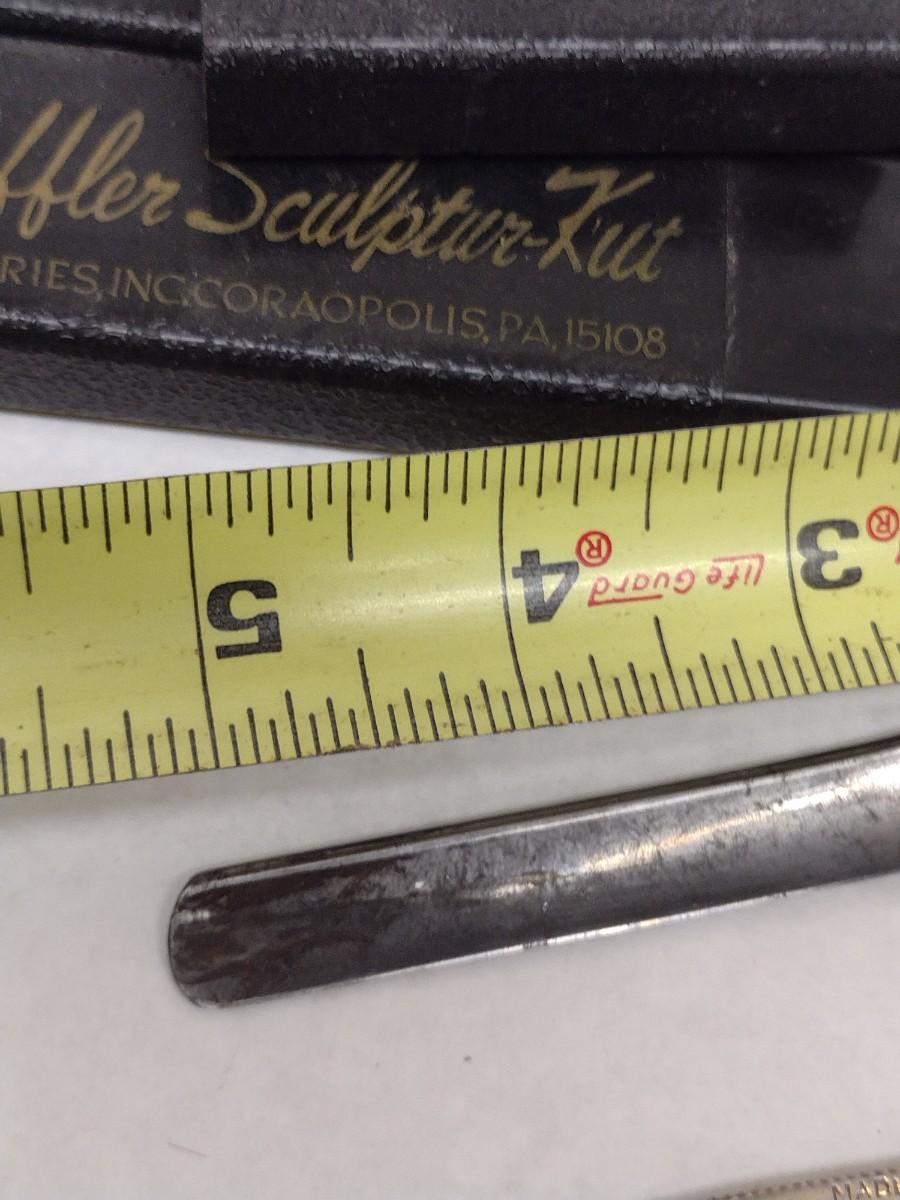 ffler Sculptur-Kut
RIES, INC. CORAOPOLIS, PA, 15108
5 4® Life Guard 3®